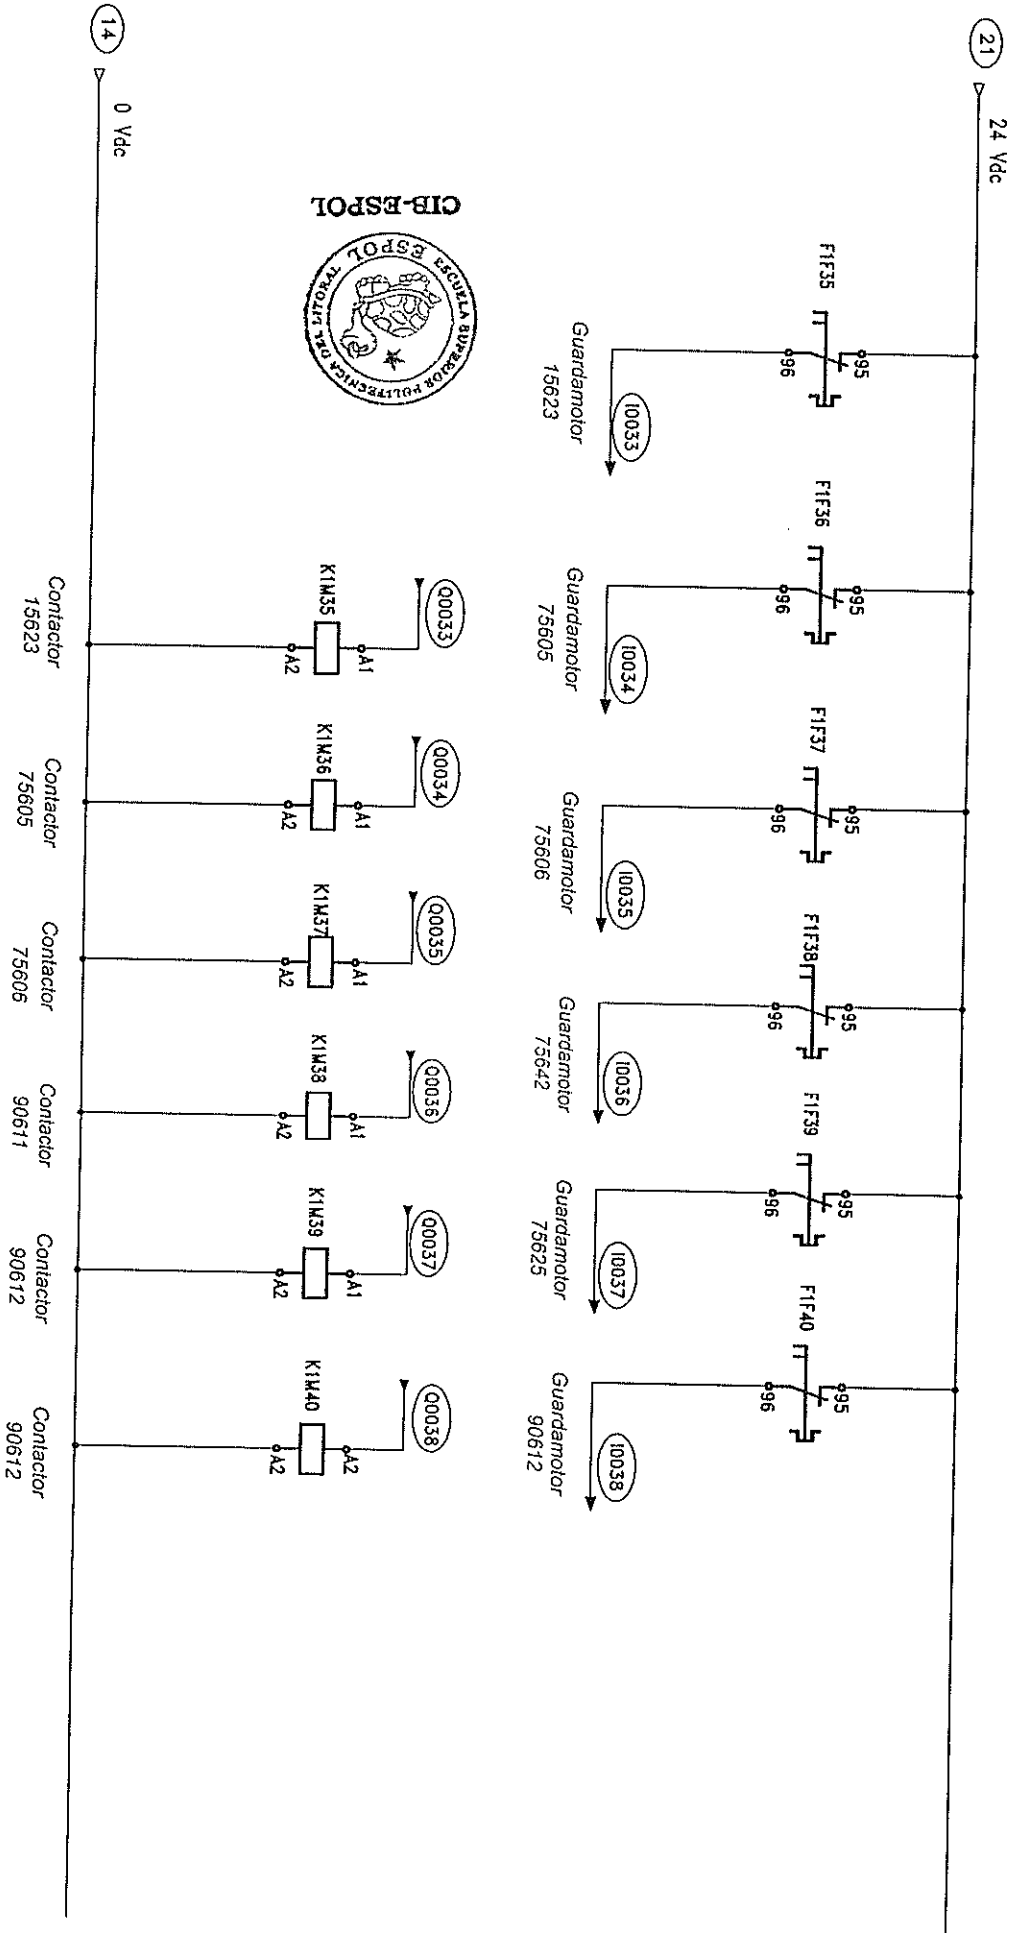 21
24 Vdc
F1F35
95
96
I0033
Guardamotor
15623
F1F36
95
96
I0034
Guardamotor
75605
F1F37
95
96
I0035
Guardamotor
75606
F1F38
95
96
I0036
Guardamotor
75642
F1F39
95
96
I0037
Guardamotor
75625
F1F40
95
96
I0038
Guardamotor
90612
CIB-ESPOL
ESCUELA SUPERIOR POLITECNICA DEL LITORAL
ESPOL
Q0033
K1M35
A1
A2
Contactor
15623
Q0034
K1M36
A1
A2
Contactor
75605
Q0035
K1M37
A1
A2
Contactor
75606
Q0036
K1M38
A1
A2
Contactor
90611
Q0037
K1M39
A1
A2
Contactor
90612
Q0038
K1M40
A2
A2
Contactor
90612
14
0 Vdc